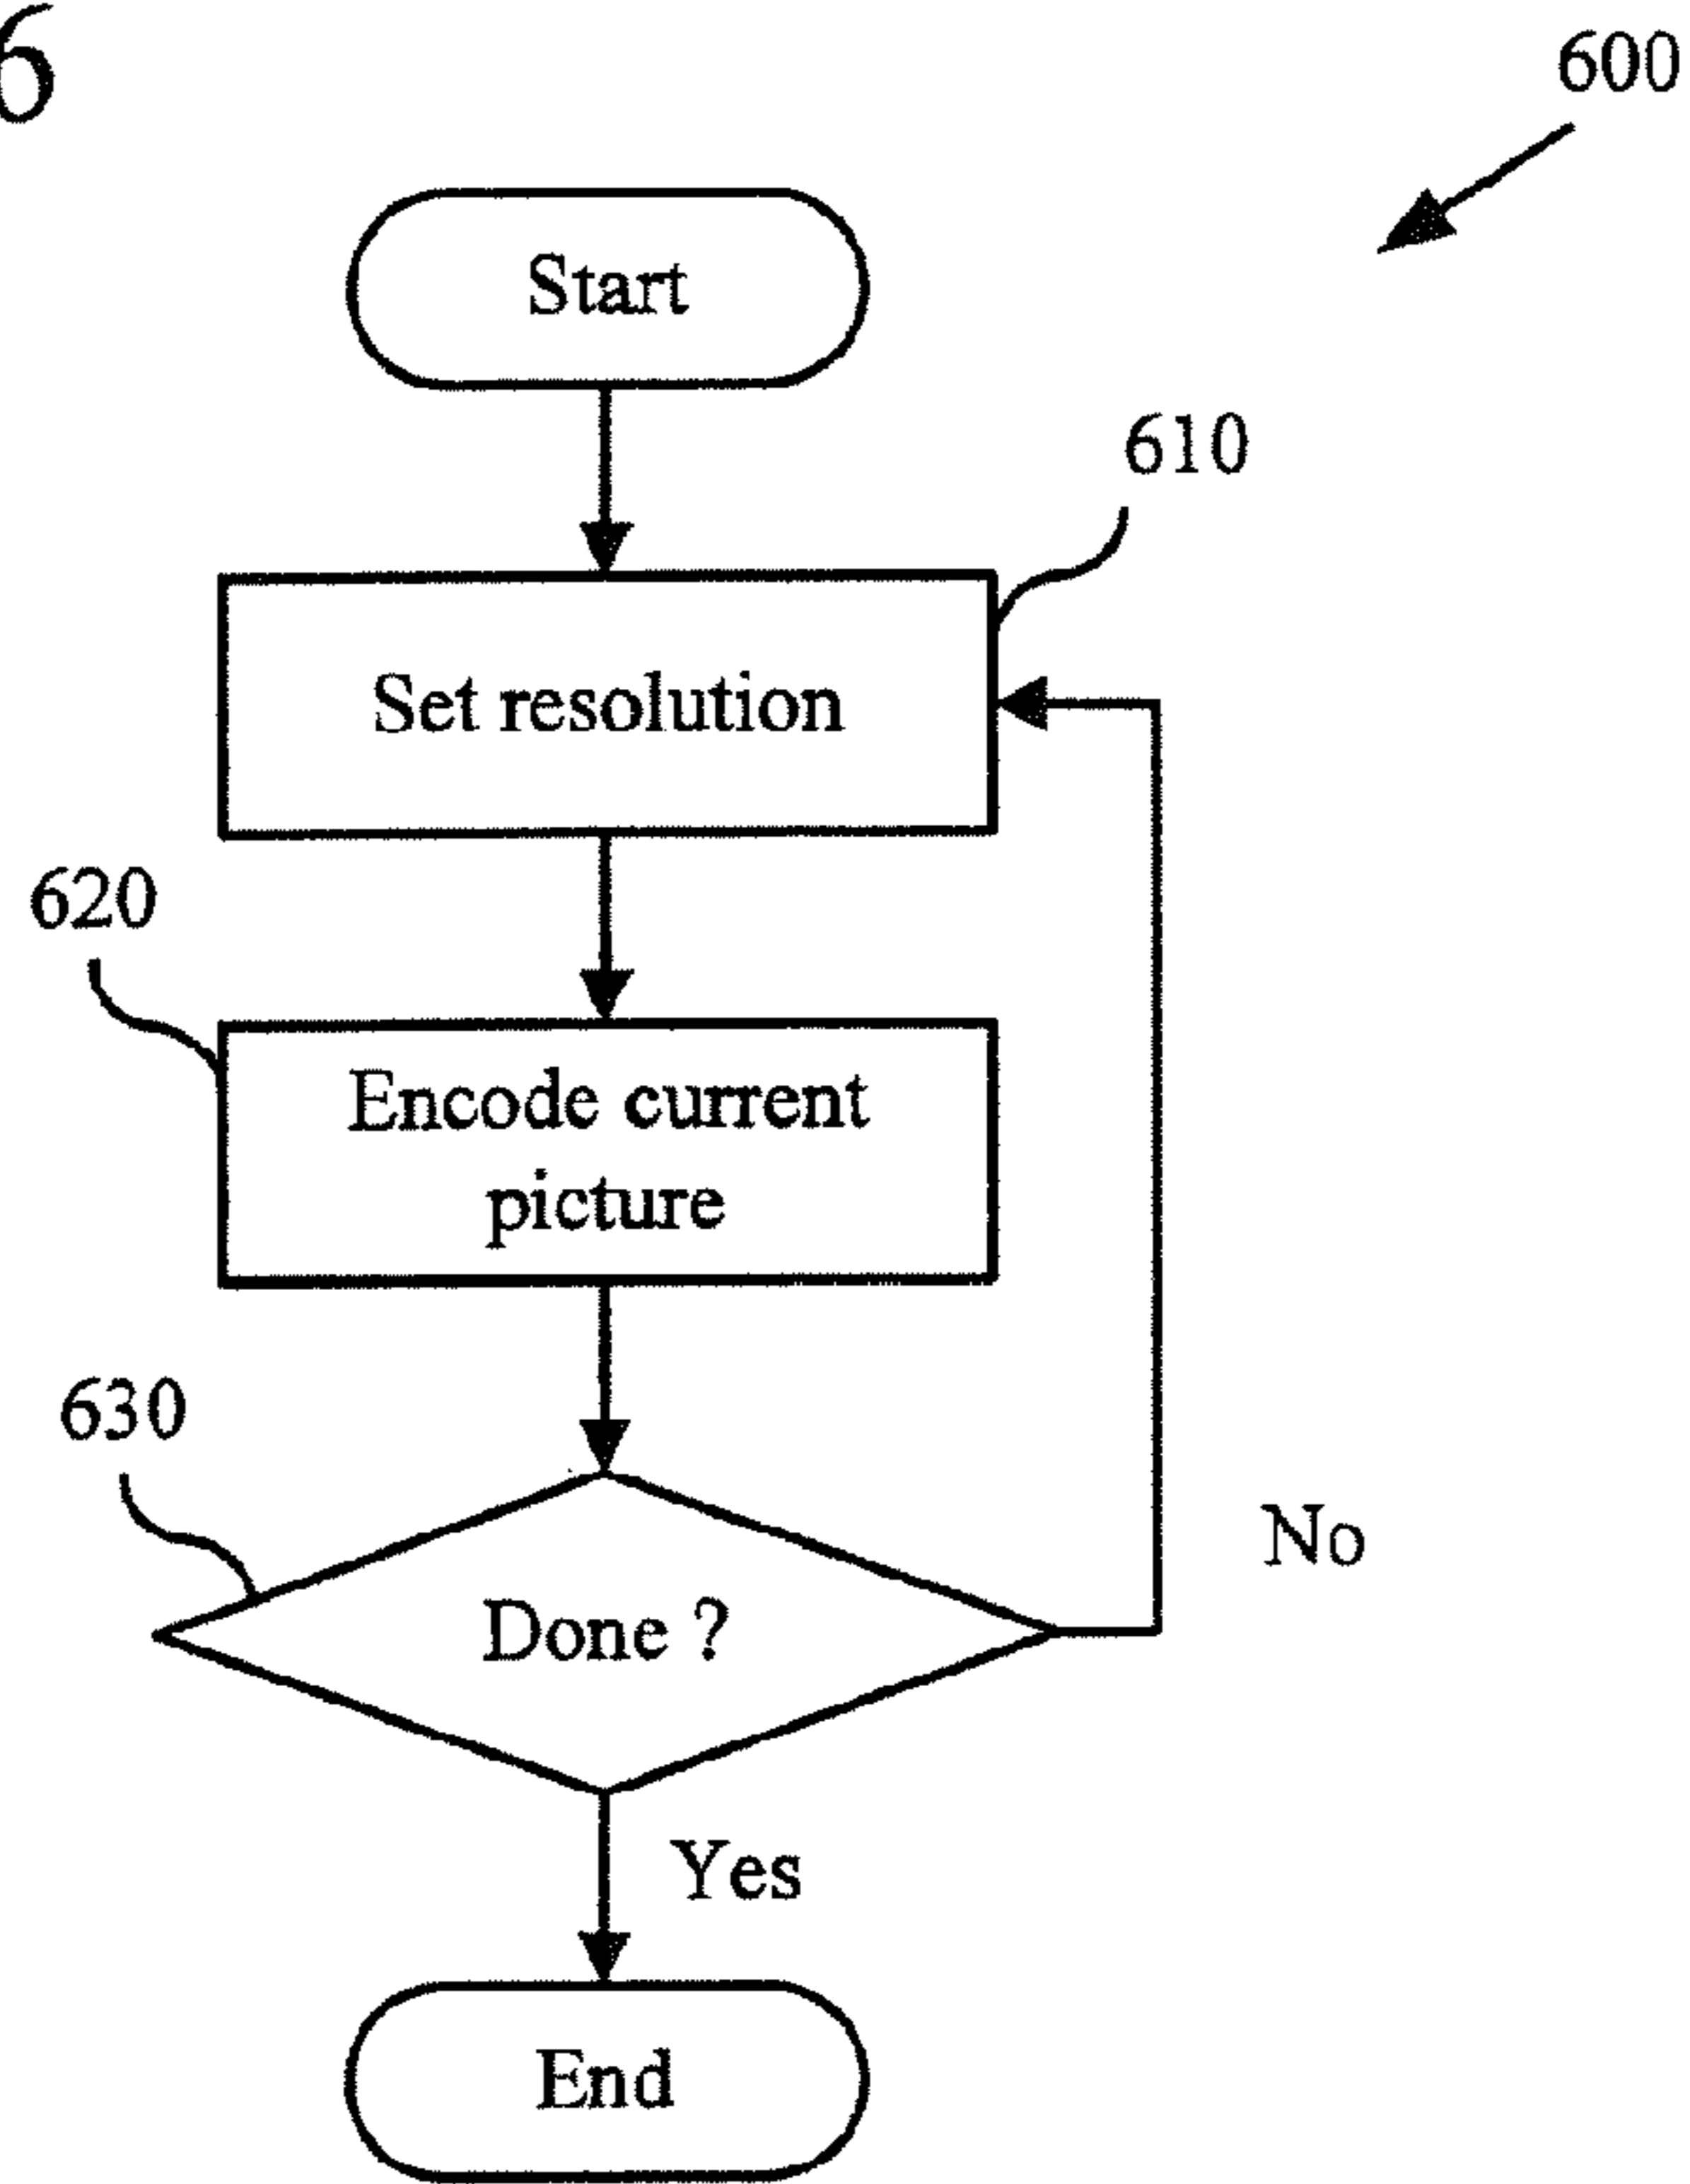 6
600
Start
610
Set resolution
620
Encode current
picture
630
Done ?
No
Yes
End